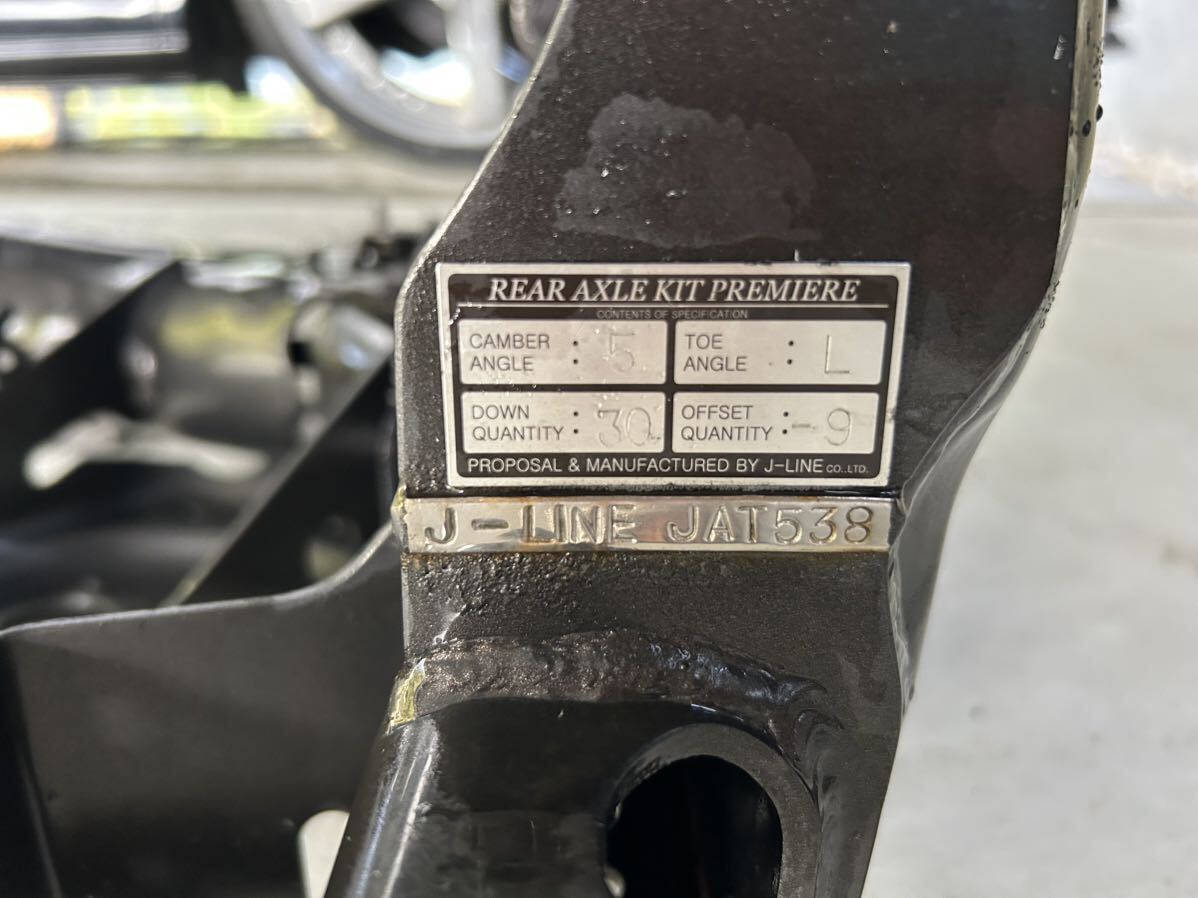 REAR AXLE KIT PREMIERE
CONTENTS OF SPECIFICATION
CAMBER ANGLE : 5
TOE ANGLE : L
DOWN QUANTITY : 30
OFFSET QUANTITY : -9
PROPOSAL & MANUFACTURED BY J-LINE CO.,LTD.
J-LINE JAT538